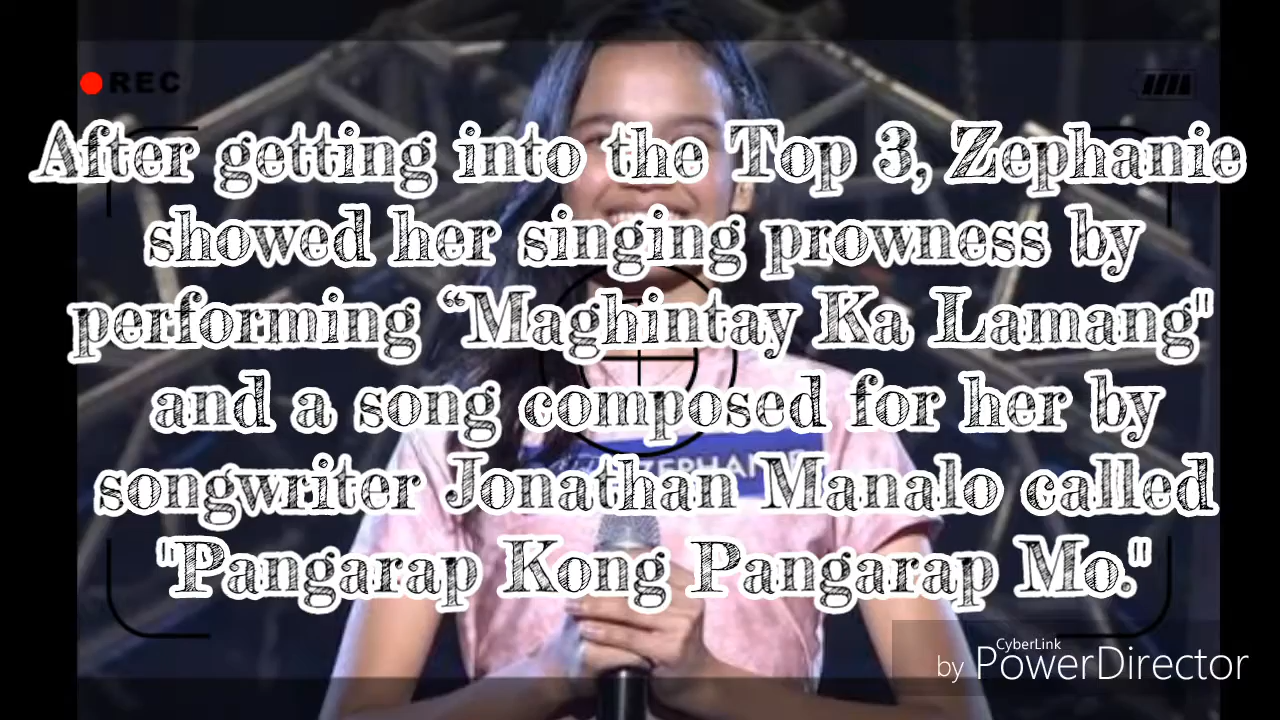 REC
After getting into the Top 3, Zephanie
showed her singing prowness by
performing “Maghintay Ka Lamang"
and a song composed for her by
ZEPHANIE
songwriter Jonathan Manalo called
"Pangarap Kong Pangarap Mo."
CyberLink
by PowerDirector